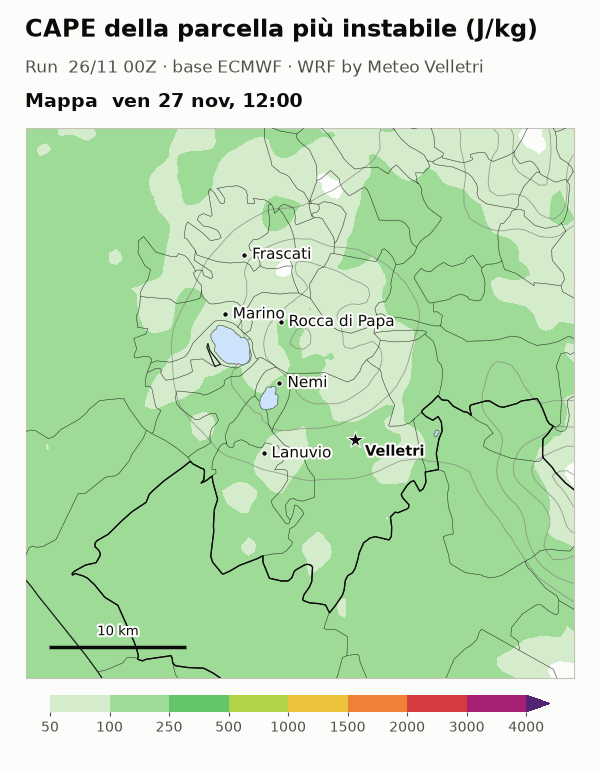 CAPE della parcella più instabile (J/kg)
Run  26/11 00Z · base ECMWF · WRF by Meteo Velletri
Mappa  ven 27 nov, 12:00
Frascati
Marino
Rocca di Papa
Nemi
Velletri
Lanuvio
10 km
50 100 250 500 1000 1500 2000 3000 4000